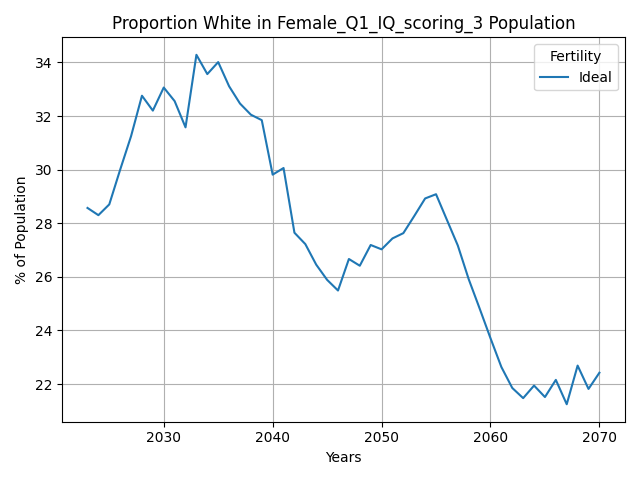 Proportion White in Female_Q1_IQ_scoring_3 Population
Fertility
Ideal
% of Population
34
32
30
28
26
24
22
2030 2040 2050 2060 2070
Years